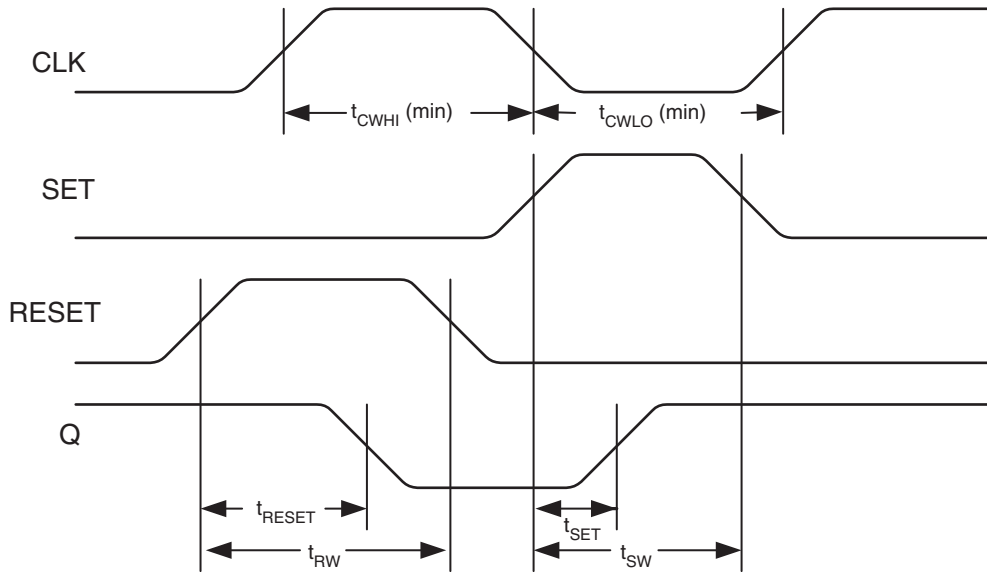 CLK
t_CWHI (min)
t_CWLO (min)
SET
RESET
Q
t_RESET
t_SET
t_RW
t_SW